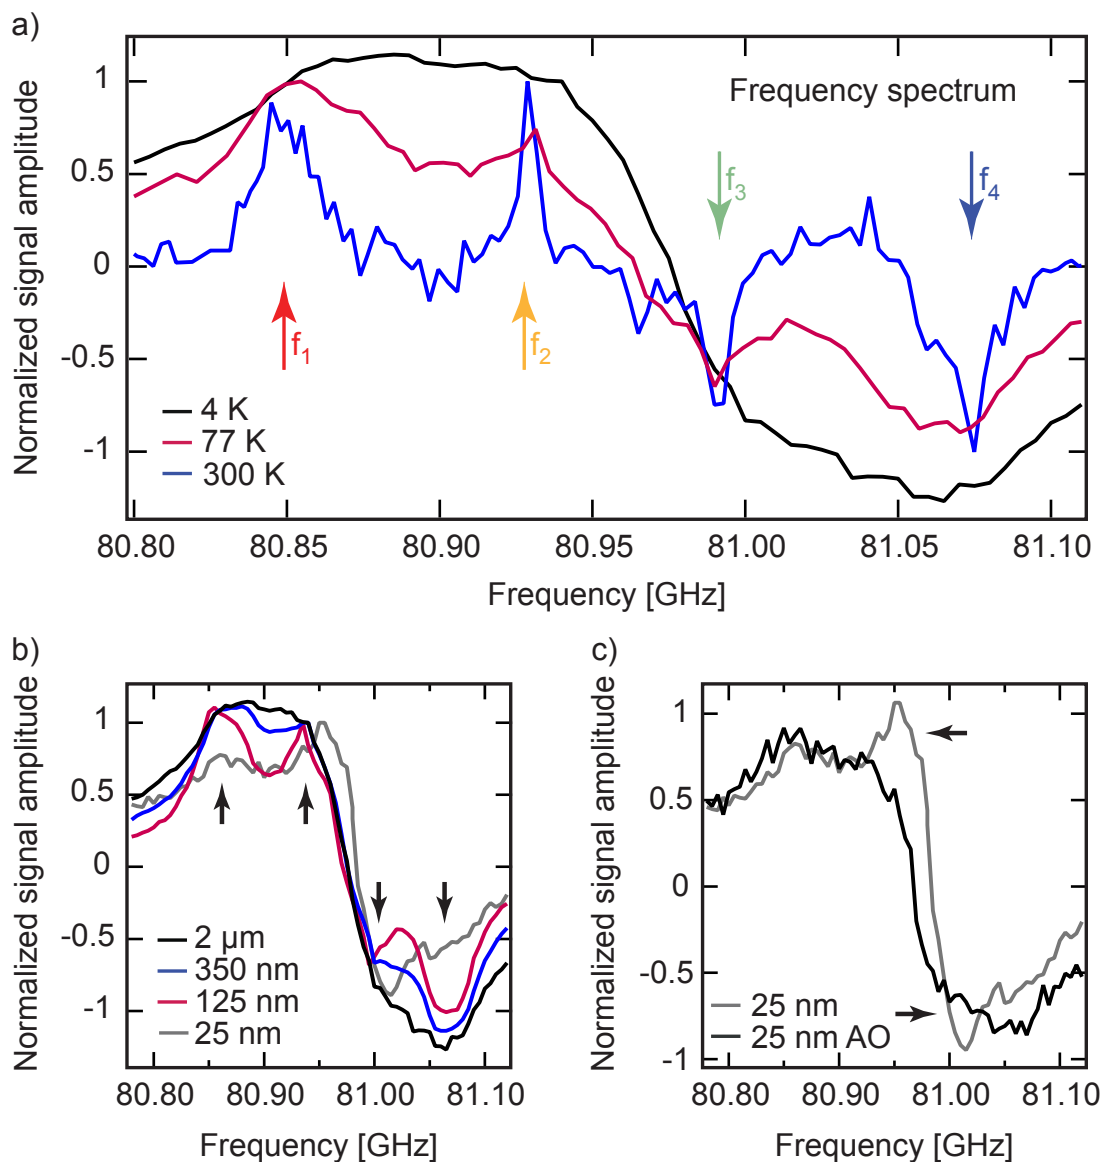 a)
Normalized signal amplitude
1
0.5
0
-0.5
-1
Frequency spectrum
f1
f2
f3
f4
4 K
77 K
300 K
80.80
80.85
80.90
80.95
81.00
81.05
81.10
Frequency [GHz]
b)
Normalized signal amplitude
1
0.5
0
-0.5
-1
2 µm
350 nm
125 nm
25 nm
80.80
80.90
81.00
81.10
Frequency [GHz]
c)
Normalized signal amplitude
1
0.5
0
-0.5
-1
25 nm
25 nm AO
80.80
80.90
81.00
81.10
Frequency [GHz]